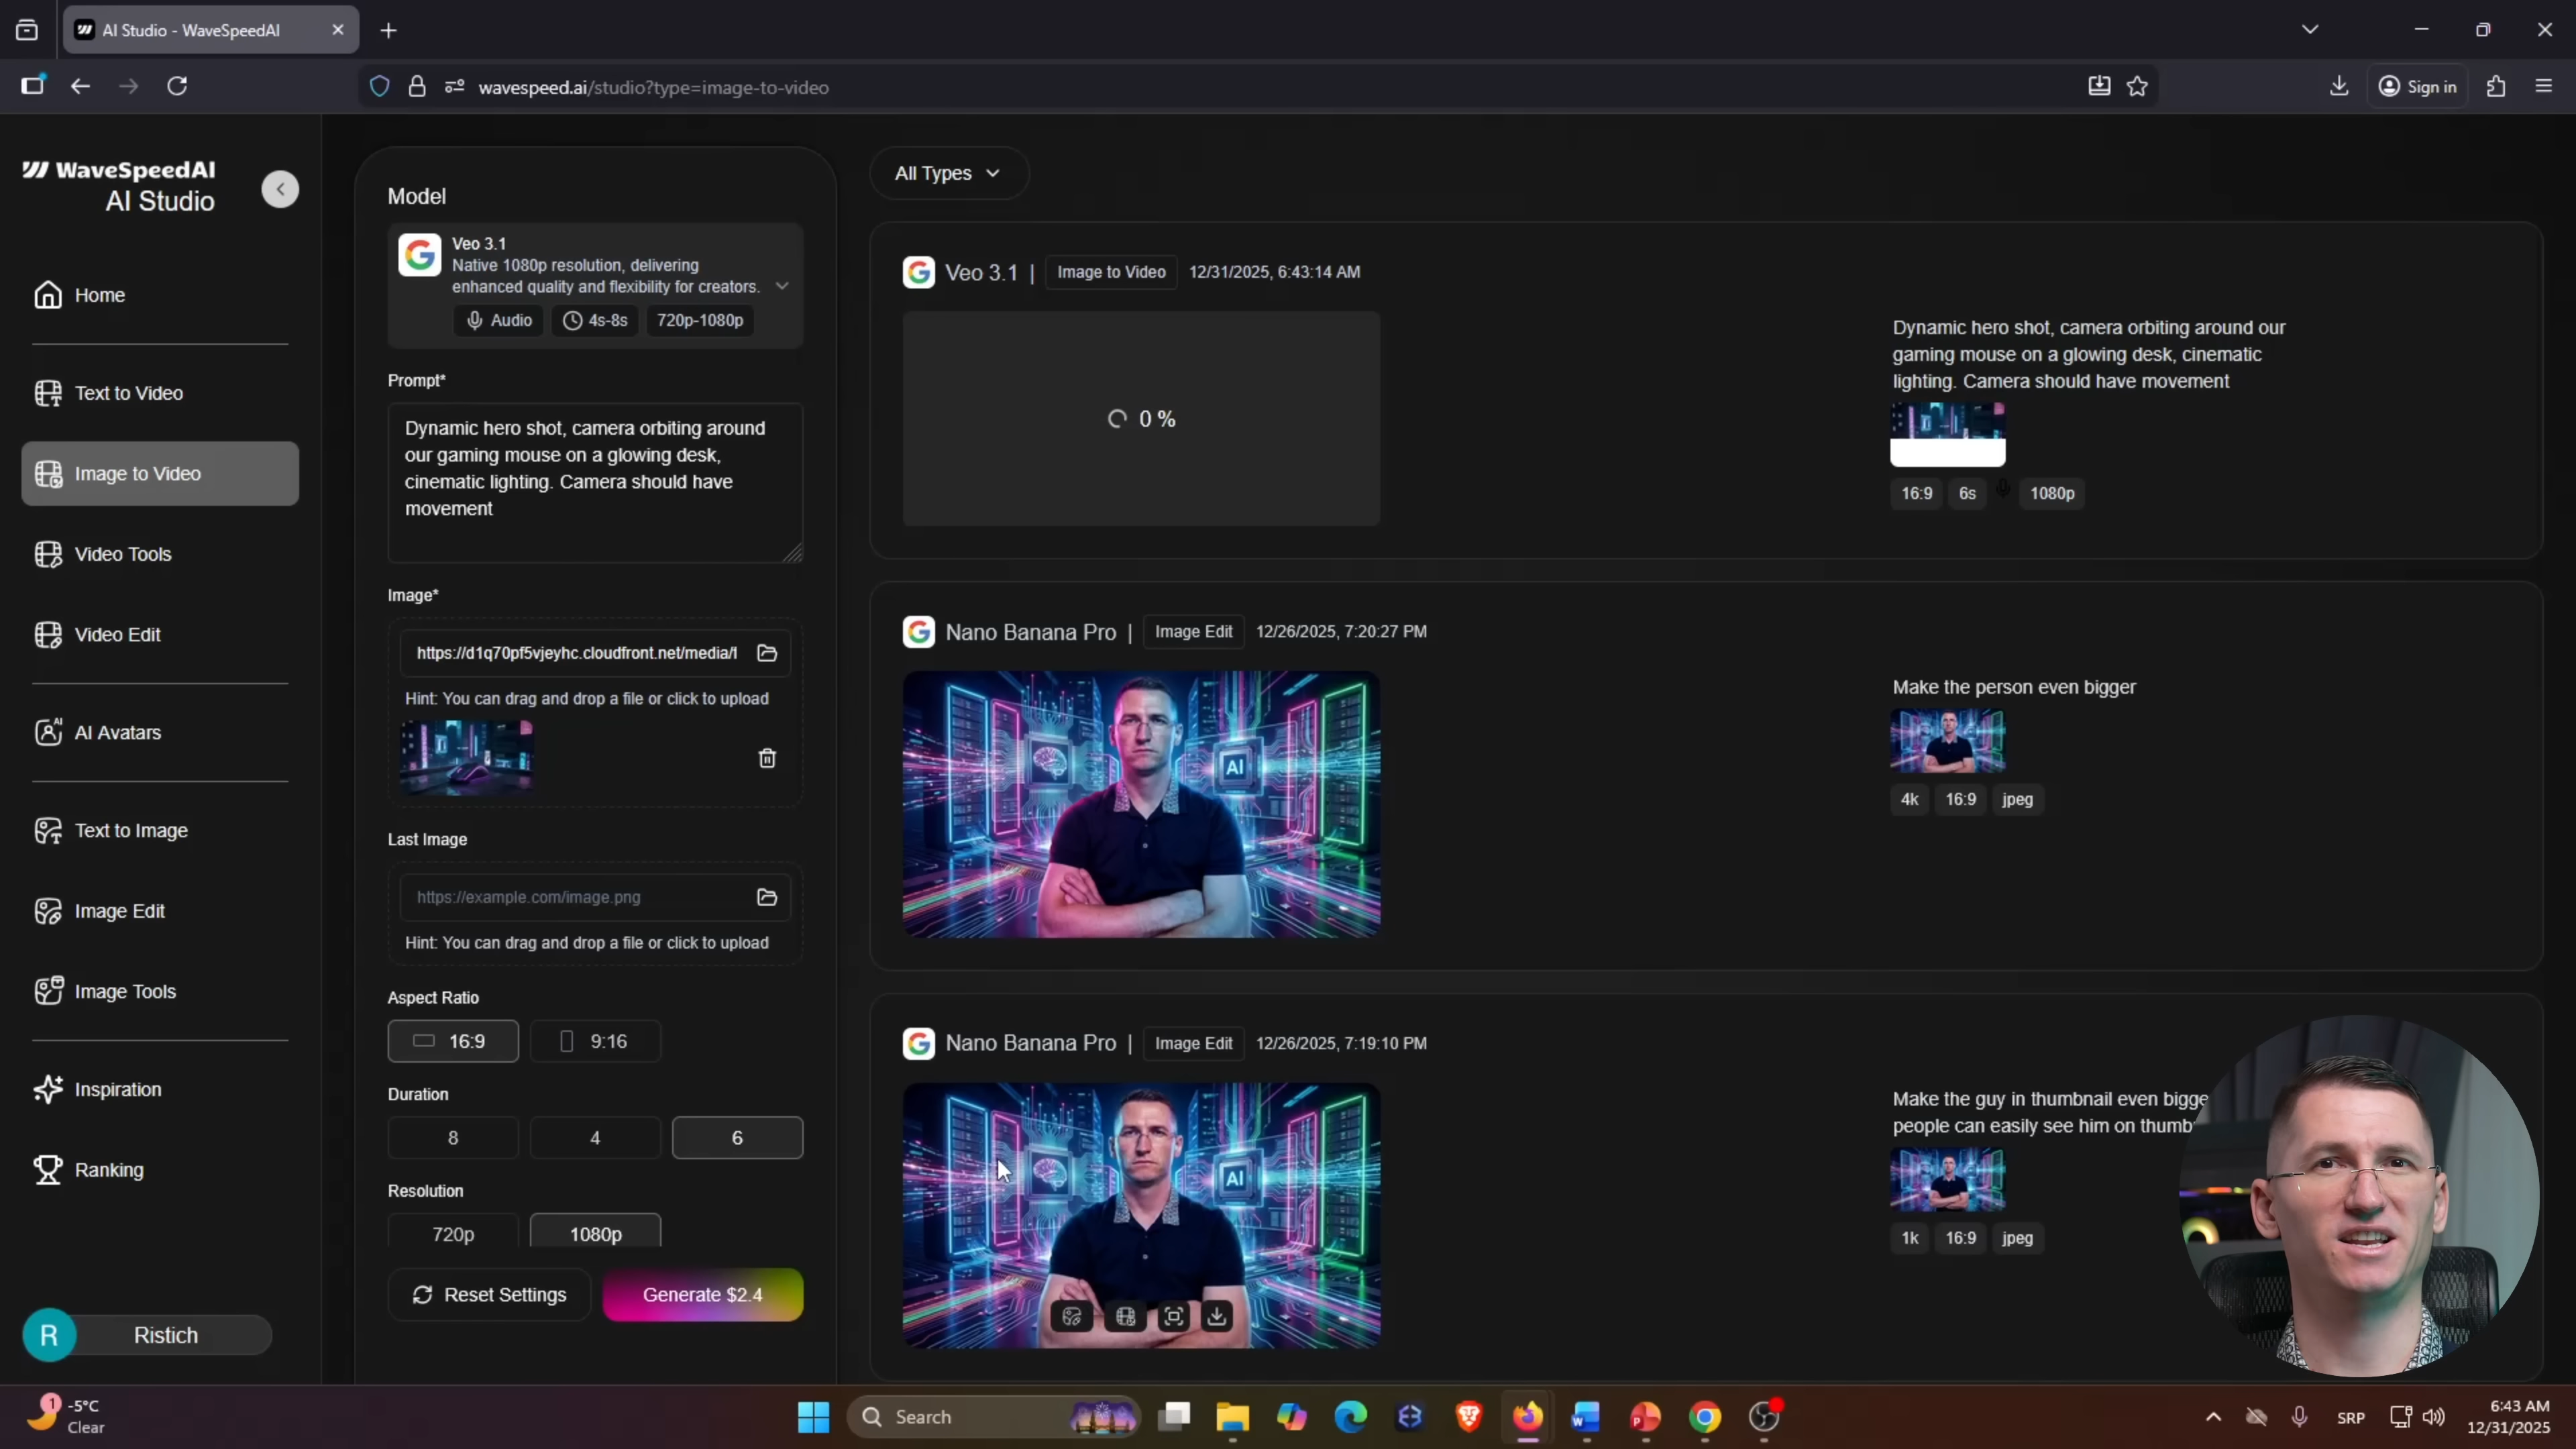 AI Studio - WaveSpeedAI
wavespeed.ai/studio?type=image-to-video
Sign in
WaveSpeedAI
AI Studio
Home
Text to Video
Image to Video
Video Tools
Video Edit
AI Avatars
Text to Image
Image Edit
Image Tools
Inspiration
Ranking
R
Ristich
Model
Veo 3.1
Native 1080p resolution, delivering
enhanced quality and flexibility for creators.
Audio
4s-8s
720p-1080p
Prompt*
Dynamic hero shot, camera orbiting around
our gaming mouse on a glowing desk,
cinematic lighting. Camera should have
movement
Image*
https://d1q70pf5vjeyhc.cloudfront.net/media/f
Hint: You can drag and drop a file or click to upload
Last Image
https://example.com/image.png
Hint: You can drag and drop a file or click to upload
Aspect Ratio
16:9
9:16
Duration
8
4
6
Resolution
720p
1080p
Reset Settings
Generate $2.4
All Types
Veo 3.1 | Image to Video 12/31/2025, 6:43:14 AM
0 %
Dynamic hero shot, camera orbiting around our
gaming mouse on a glowing desk, cinematic
lighting. Camera should have movement
16:9 6s 1080p
Nano Banana Pro | Image Edit 12/26/2025, 7:20:27 PM
AI
Make the person even bigger
4k 16:9 jpeg
Nano Banana Pro | Image Edit 12/26/2025, 7:19:10 PM
AI
Make the guy in thumbnail even bigge
people can easily see him on thumb
1k 16:9 jpeg
1
-5°C
Clear
Search
SRP
6:43 AM
12/31/2025